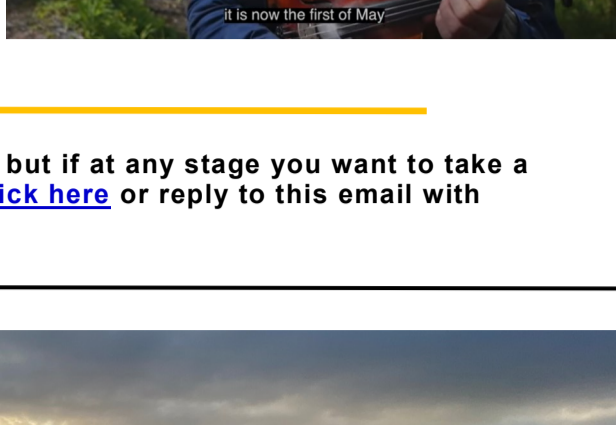 it is now the first of May
but if at any stage you want to take a
ick here or reply to this email with